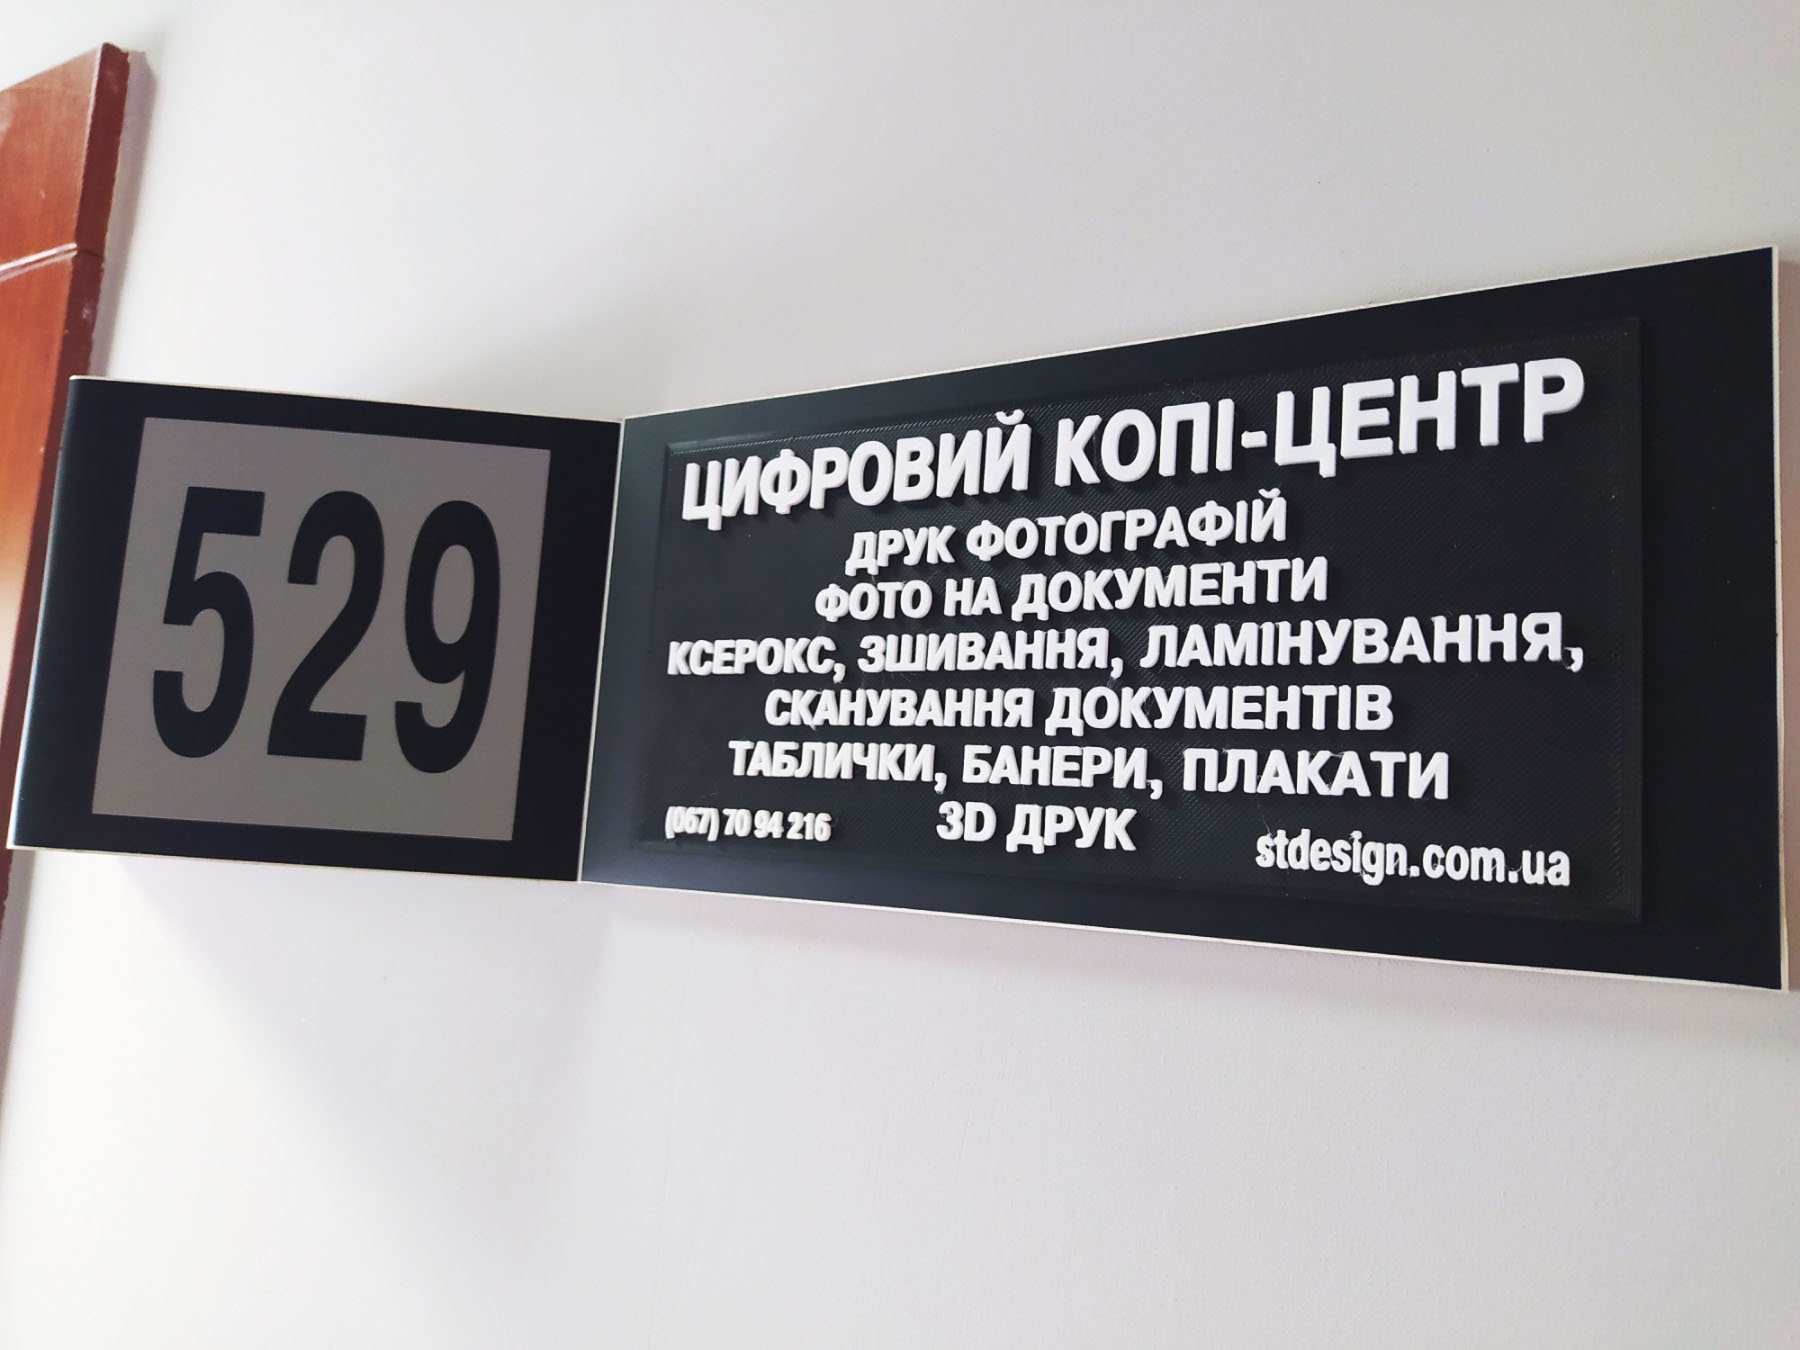 529
ЦИФРОВИЙ КОПІ-ЦЕНТР
ДРУК ФОТОГРАФІЙ
ФОТО НА ДОКУМЕНТИ
КСЕРОКС, ЗШИВАННЯ, ЛАМІНУВАННЯ,
СКАНУВАННЯ ДОКУМЕНТІВ
ТАБЛИЧКИ, БАНЕРИ, ПЛАКАТИ
(067) 70 94 216 3D ДРУК stdesign.com.ua